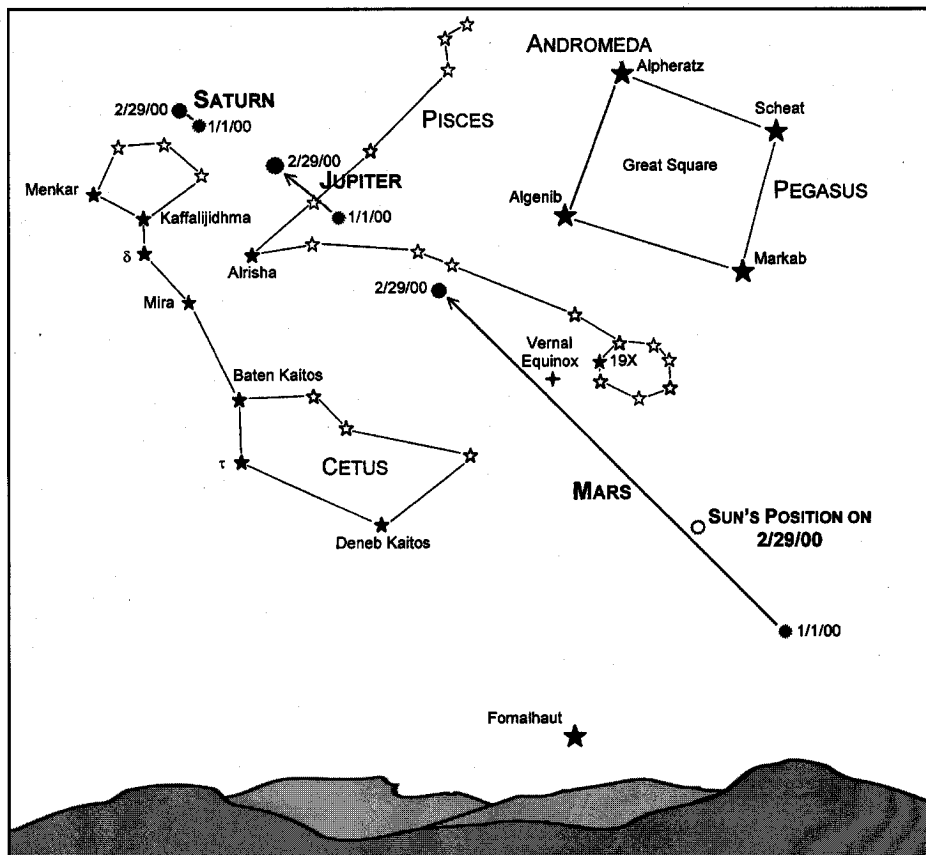 ANDROMEDA
Alpheratz
SATURN
2/29/00
1/1/00
PISCES
Scheat
2/29/00
JUPITER
Great Square
PEGASUS
Menkar
Kaffalijidhma
1/1/00
Algenib
δ
Alrisha
Markab
2/29/00
Mira
Vernal
Equinox
19X
Baten Kaitos
τ
CETUS
MARS
SUN'S POSITION ON
2/29/00
Deneb Kaitos
1/1/00
Fomalhaut